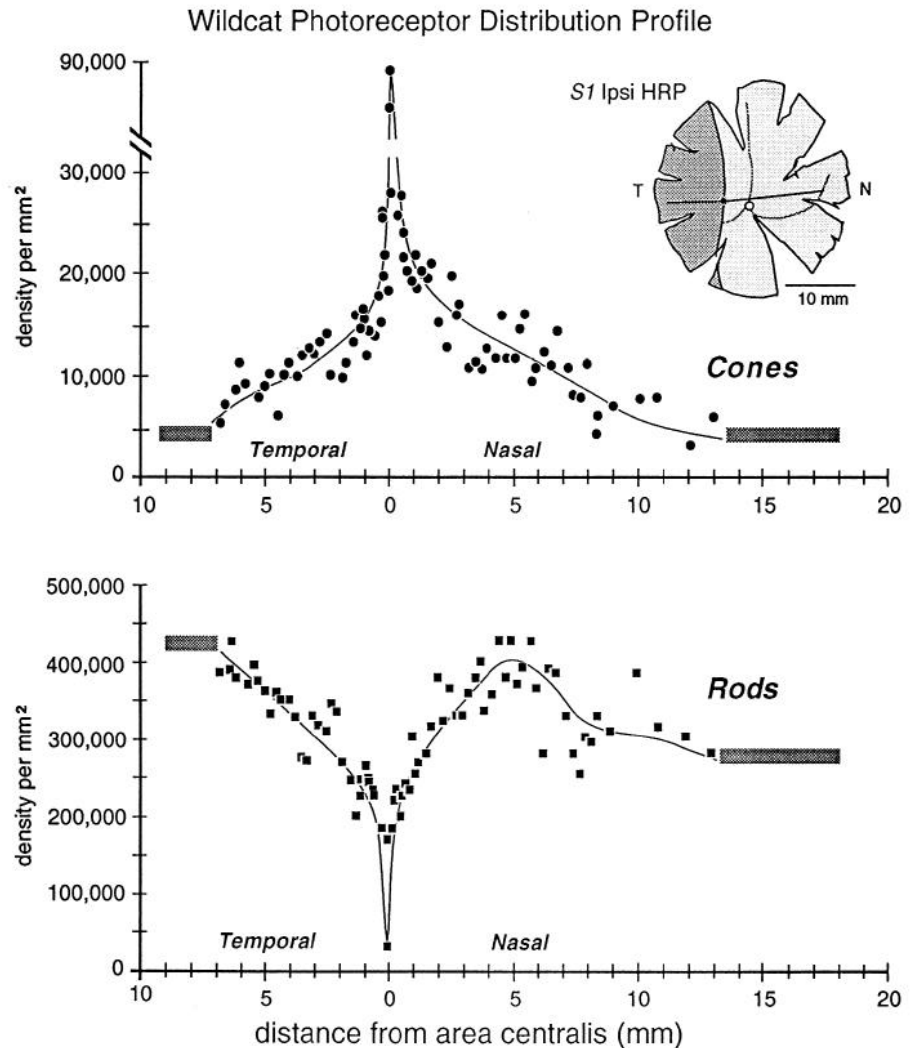 Wildcat Photoreceptor Distribution Profile
90,000
30,000
20,000
10,000
0
density per mm²
S1 Ipsi HRP
T
N
10 mm
Cones
Temporal
Nasal
10
5
0
5
10
15
20
500,000
400,000
300,000
200,000
100,000
0
density per mm²
Rods
Temporal
Nasal
10
5
0
5
10
15
20
distance from area centralis (mm)